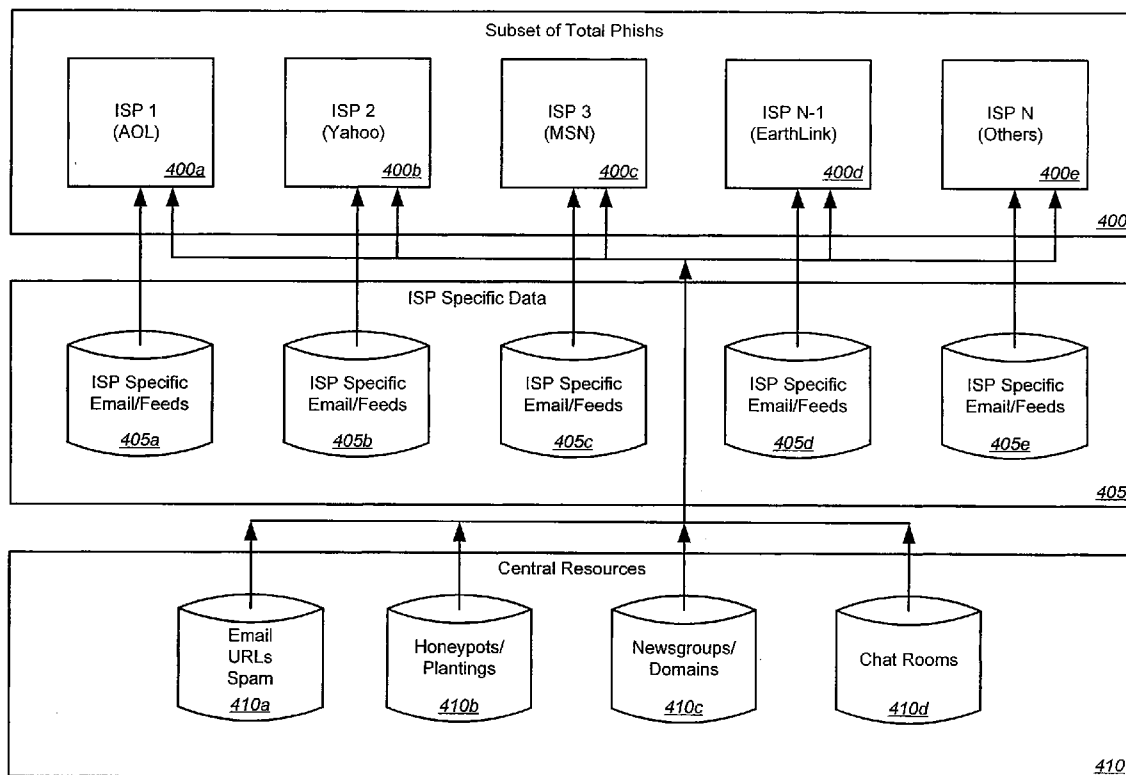 Subset of Total Phishs
ISP 1
(AOL)
400a
ISP 2
(Yahoo)
400b
ISP 3
(MSN)
400c
ISP N-1
(EarthLink)
400d
ISP N
(Others)
400e
400
ISP Specific Data
ISP Specific
Email/Feeds
405a
ISP Specific
Email/Feeds
405b
ISP Specific
Email/Feeds
405c
ISP Specific
Email/Feeds
405d
ISP Specific
Email/Feeds
405e
405
Central Resources
Email
URLs
Spam
410a
Honeypots/
Plantings
410b
Newsgroups/
Domains
410c
Chat Rooms
410d
410